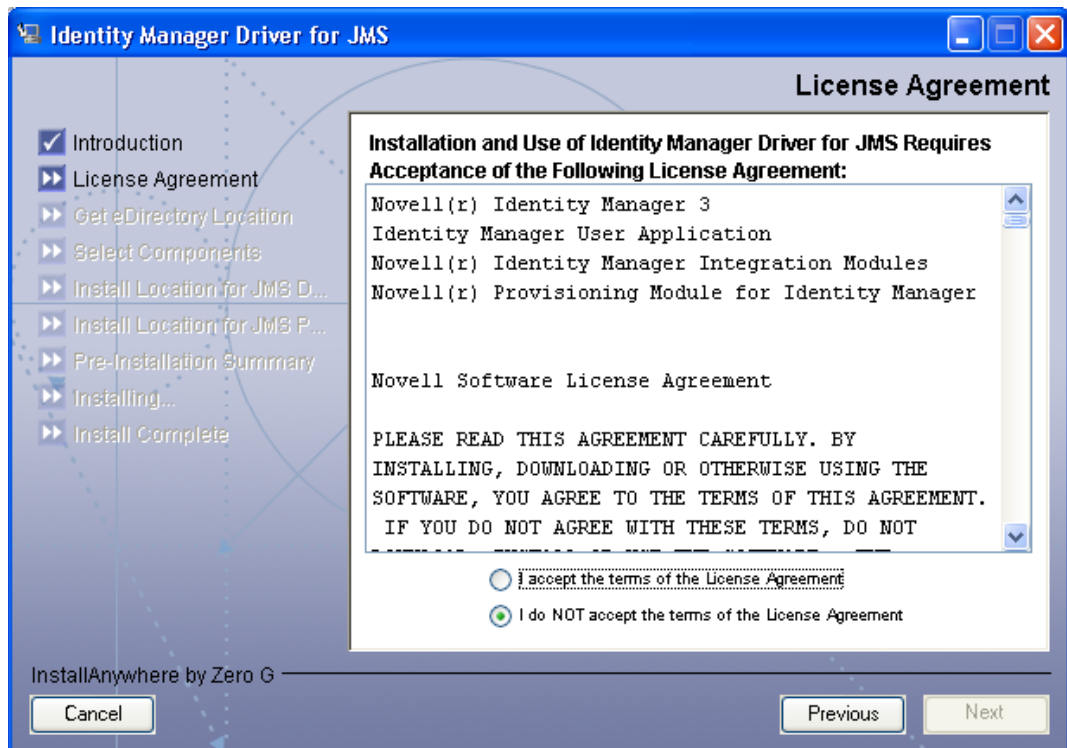 Identity Manager Driver for JMS
License Agreement
Introduction
License Agreement
Get eDirectory Location
Select Components
Install Location for JMS D...
Install Location for JMS P...
Pre-Installation Summary
Installing...
Install Complete
Installation and Use of Identity Manager Driver for JMS Requires
Acceptance of the Following License Agreement:
Novell(r) Identity Manager 3
Identity Manager User Application
Novell(r) Identity Manager Integration Modules
Novell(r) Provisioning Module for Identity Manager
Novell Software License Agreement
PLEASE READ THIS AGREEMENT CAREFULLY. BY
INSTALLING, DOWNLOADING OR OTHERWISE USING THE
SOFTWARE, YOU AGREE TO THE TERMS OF THIS AGREEMENT.
IF YOU DO NOT AGREE WITH THESE TERMS, DO NOT
I accept the terms of the License Agreement
I do NOT accept the terms of the License Agreement
InstallAnywhere by Zero G
Cancel
Previous
Next